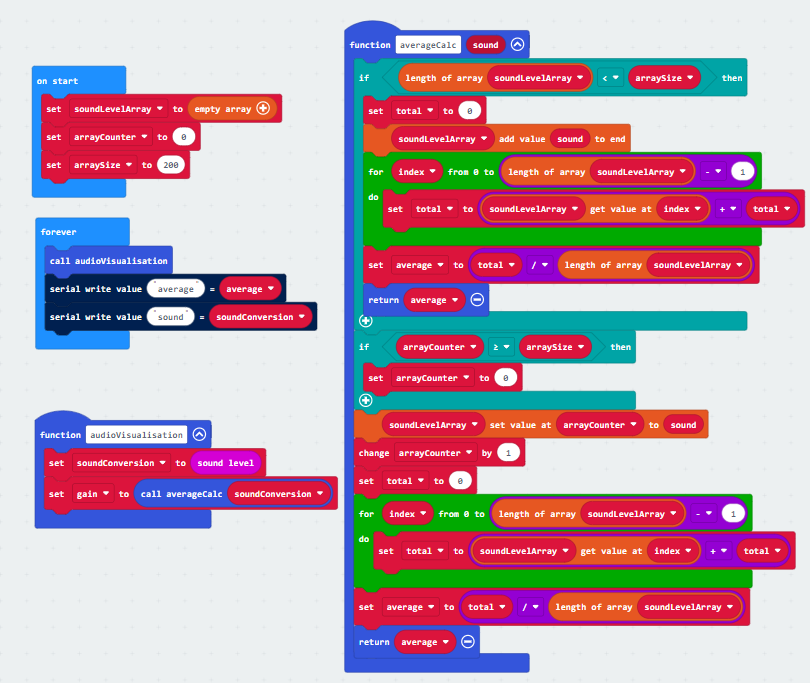 on start
set soundLevelArray to empty array
set arrayCounter to 0
set arraySize to 200
forever
call audioVisualisation
serial write value "average" = average
serial write value "sound" = soundConversion
function audioVisualisation
set soundConversion to sound level
set gain to call averageCalc soundConversion
function averageCalc sound
if length of array soundLevelArray < arraySize then
set total to 0
soundLevelArray add value sound to end
for index from 0 to length of array soundLevelArray - 1
do
set total to soundLevelArray get value at index + total
set average to total / length of array soundLevelArray
return average
if arrayCounter ≥ arraySize then
set arrayCounter to 0
soundLevelArray set value at arrayCounter to sound
change arrayCounter by 1
set total to 0
for index from 0 to length of array soundLevelArray - 1
do
set total to soundLevelArray get value at index + total
set average to total / length of array soundLevelArray
return average